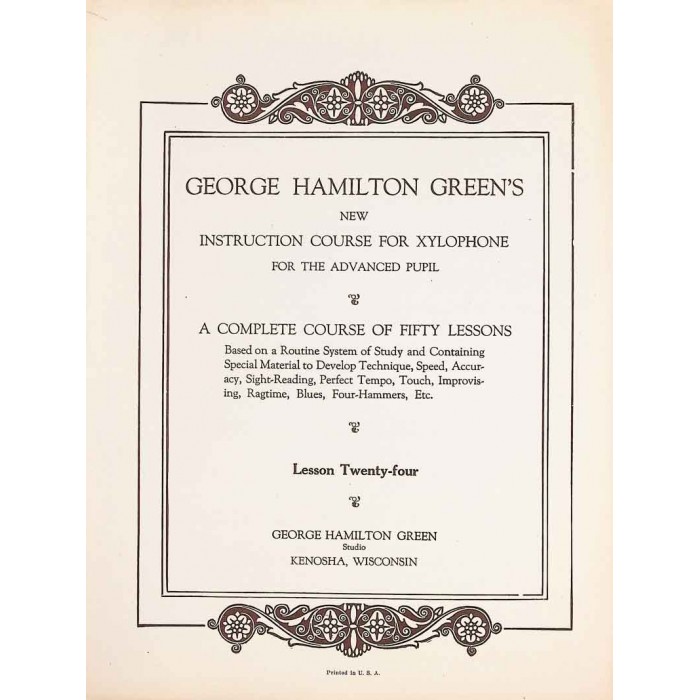 GEORGE HAMILTON GREEN'S
NEW
INSTRUCTION COURSE FOR XYLOPHONE
FOR THE ADVANCED PUPIL
A COMPLETE COURSE OF FIFTY LESSONS
Based on a Routine System of Study and Containing
Special Material to Develop Technique, Speed, Accur-
acy, Sight-Reading, Perfect Tempo, Touch, Improvis-
ing, Ragtime, Blues, Four-Hammers, Etc.
Lesson Twenty-four
GEORGE HAMILTON GREEN
Studio
KENOSHA, WISCONSIN
Printed in U. S. A.